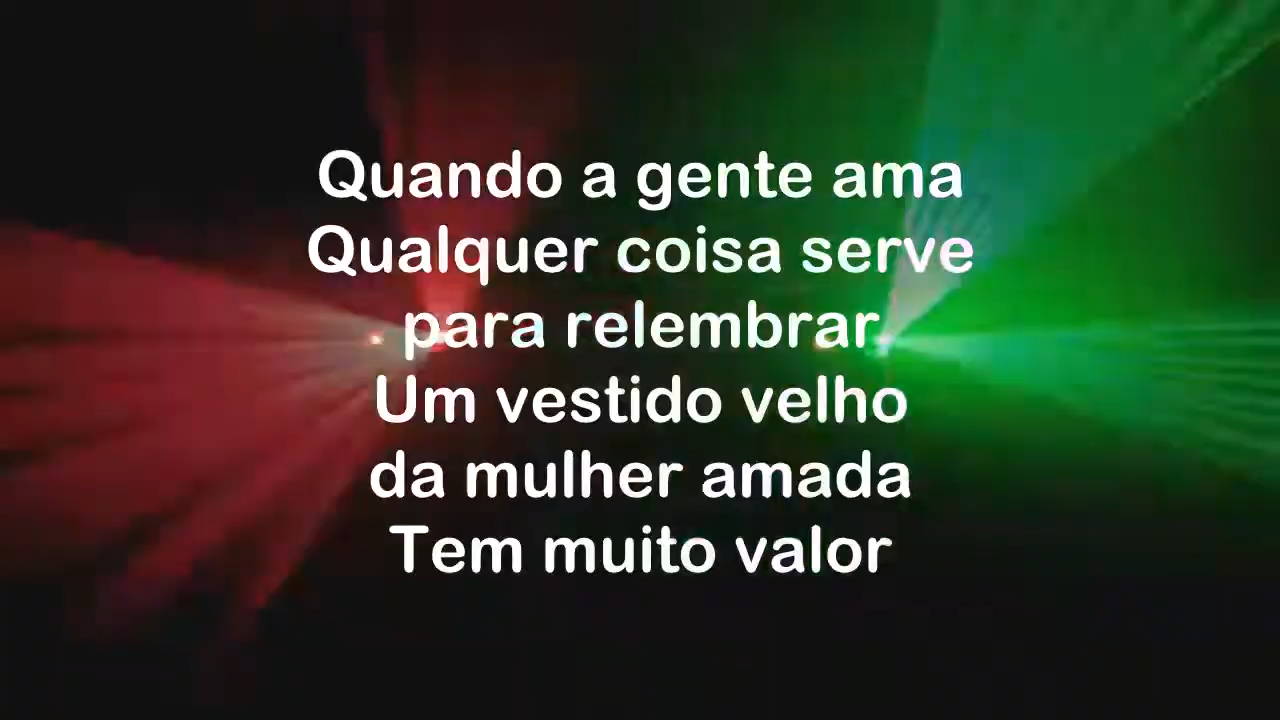 Quando a gente ama
Qualquer coisa serve
para relembrar
Um vestido velho
da mulher amada
Tem muito valor